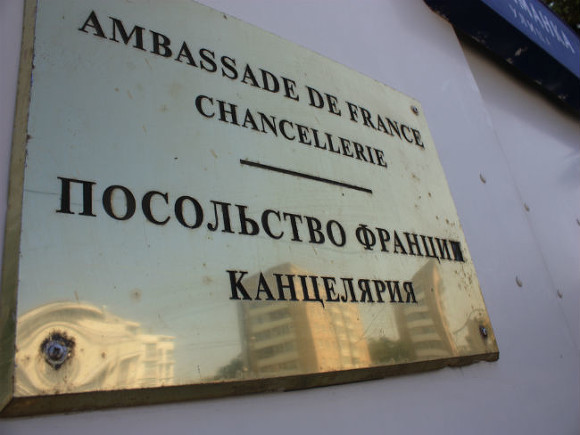 AMBASSADE DE FRANCE
CHANCELLERIE
ПОСОЛЬСТВО ФРАНЦИИ
КАНЦЕЛЯРИЯ